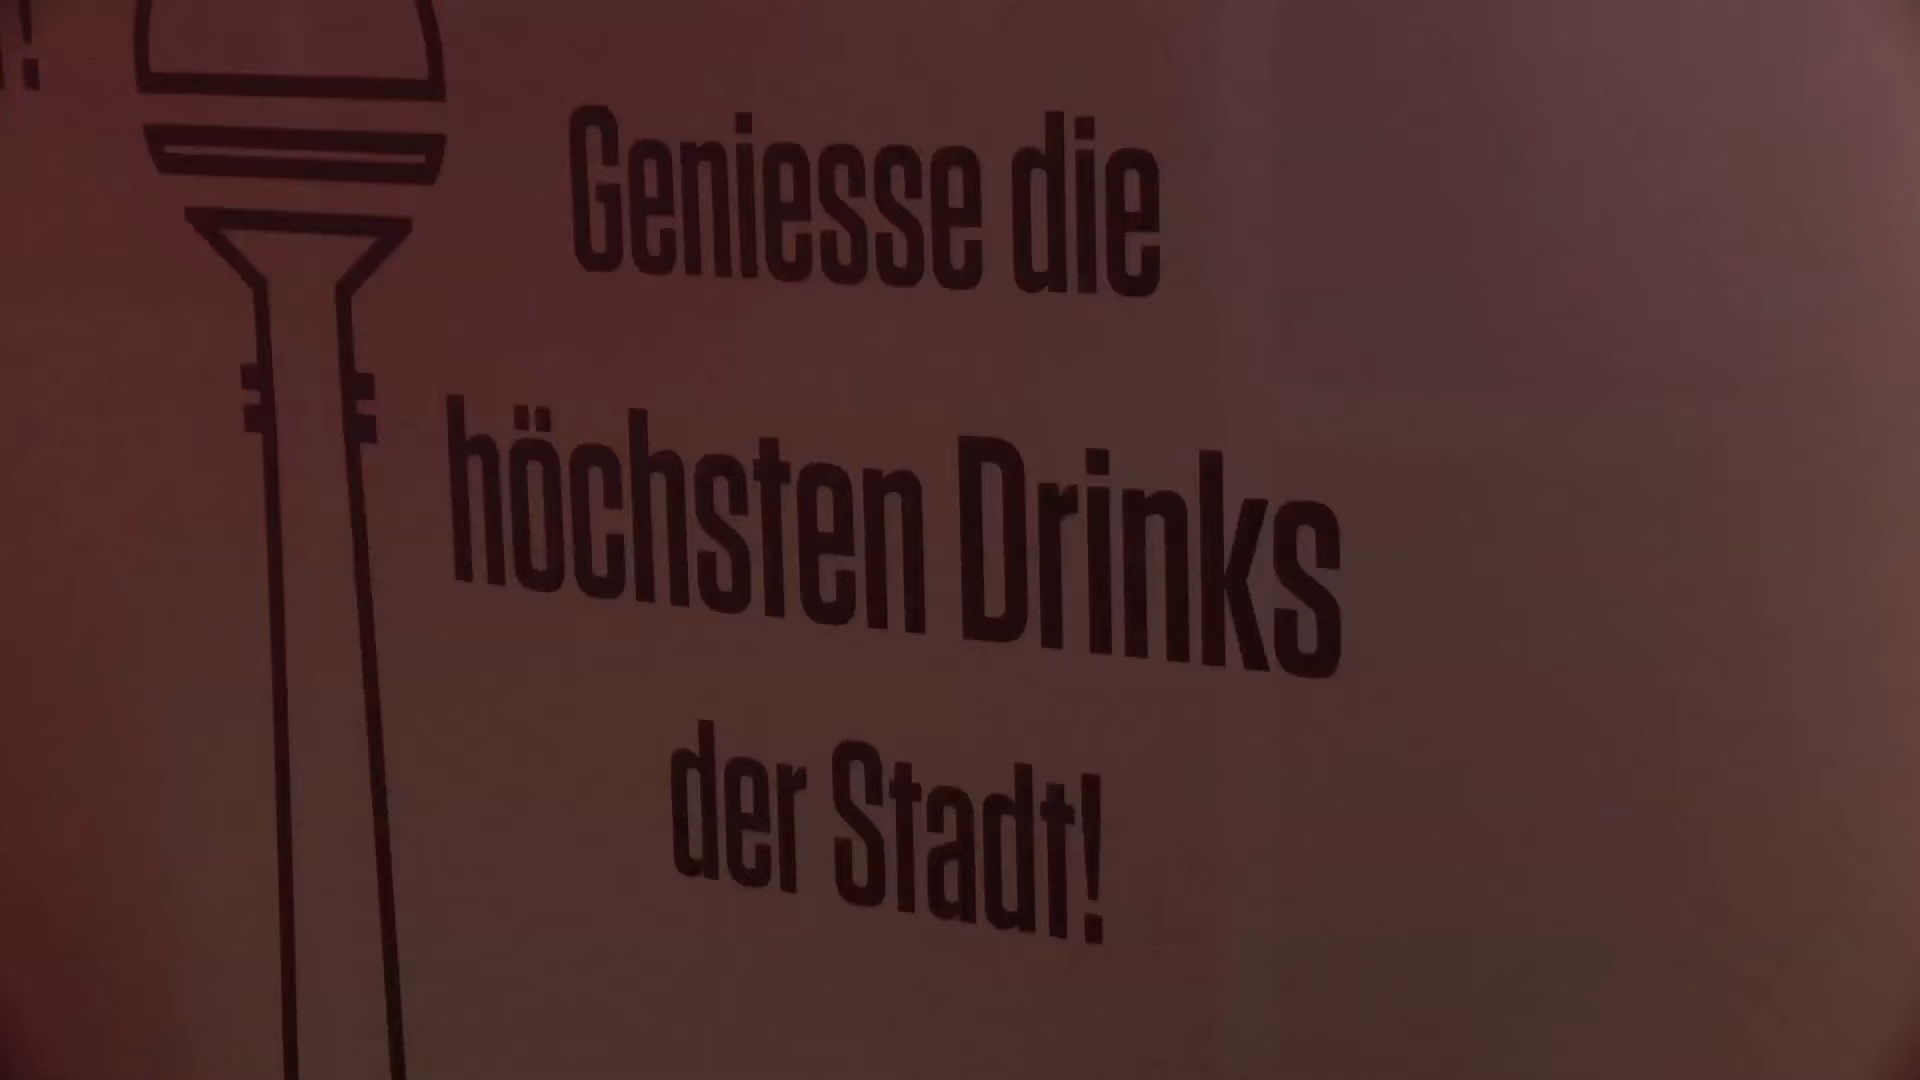 Geniesse die
höchsten Drinks
der Stadt!